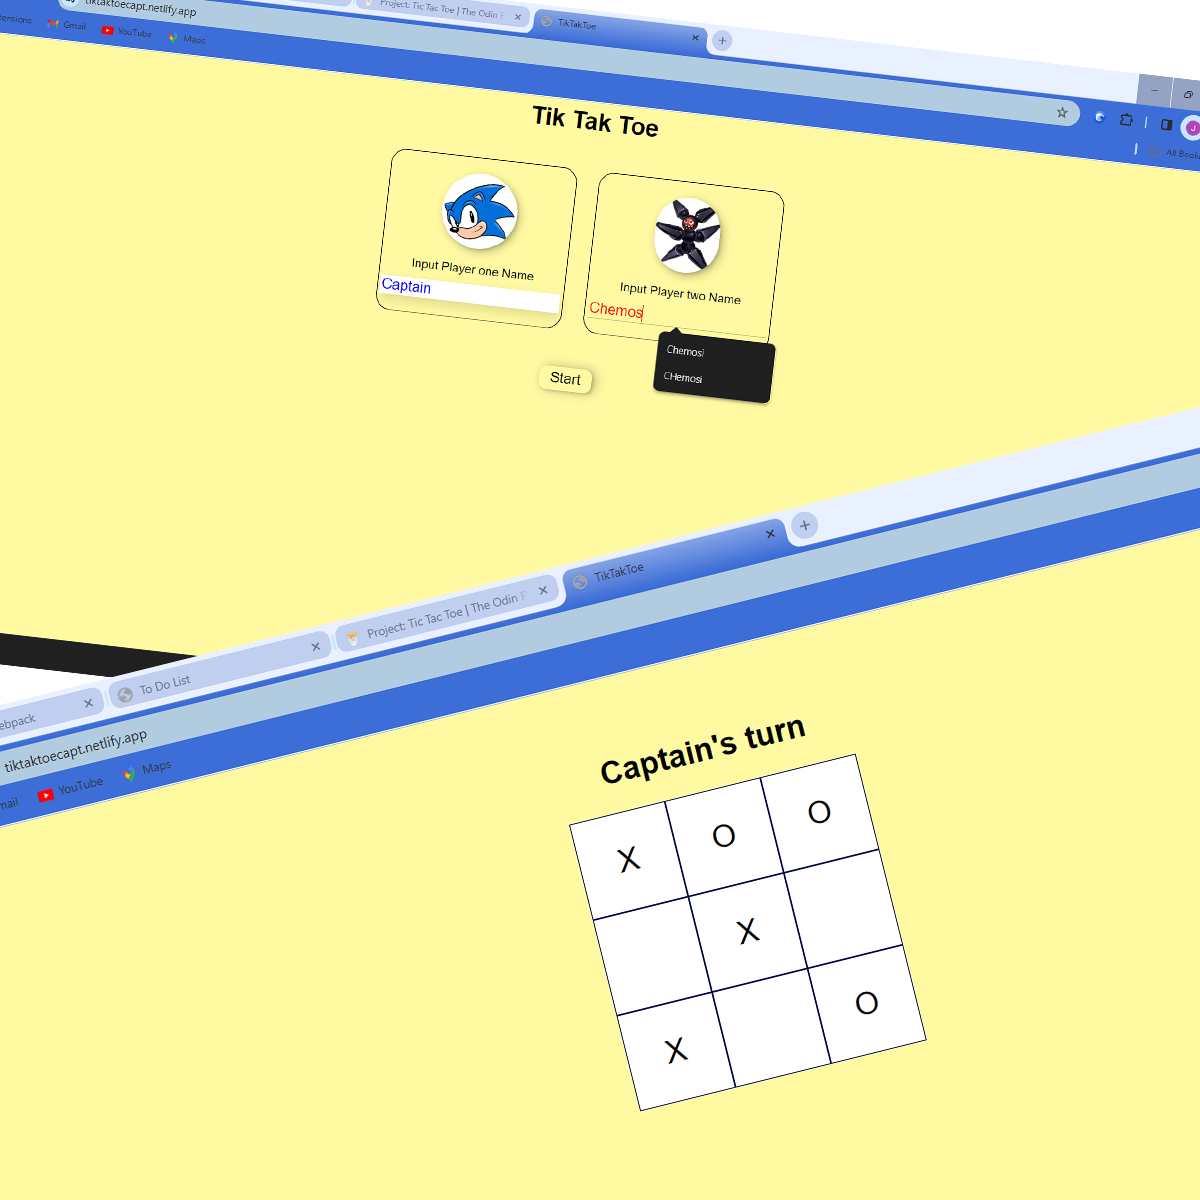 Project: Tic Tac Toe | The Odin P
TikTakToe
tiktaktoecapt.netlify.app
Gmail
YouTube
Maps
All Book
J
Tik Tak Toe
Input Player one Name
Captain
Input Player two Name
Chemos
Chemosi
CHemosi
Start
TikTakToe
Project: Tic Tac Toe | The Odin P
To Do List
ebpack
tiktaktoecapt.netlify.app
mail
YouTube
Maps
Captain's turn
X O O
X
X O